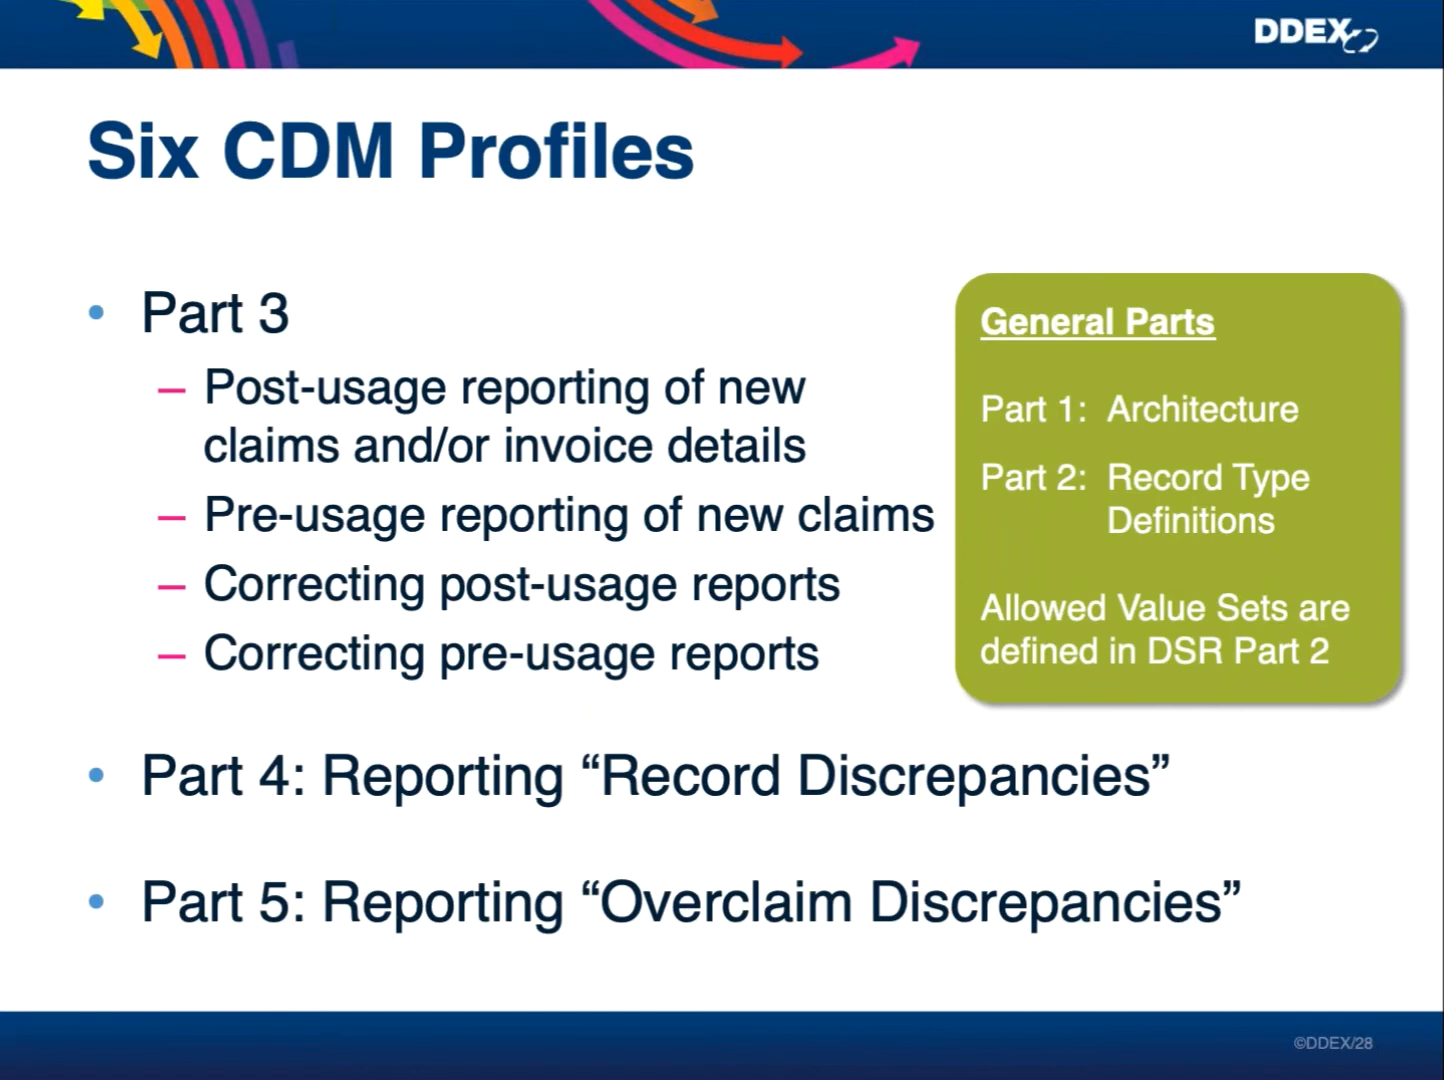 DDEX
Six CDM Profiles
• Part 3
– Post-usage reporting of new
claims and/or invoice details
– Pre-usage reporting of new claims
– Correcting post-usage reports
– Correcting pre-usage reports
• Part 4: Reporting “Record Discrepancies”
• Part 5: Reporting “Overclaim Discrepancies”
General Parts
Part 1: Architecture
Part 2: Record Type
Definitions
Allowed Value Sets are
defined in DSR Part 2
©DDEX/28